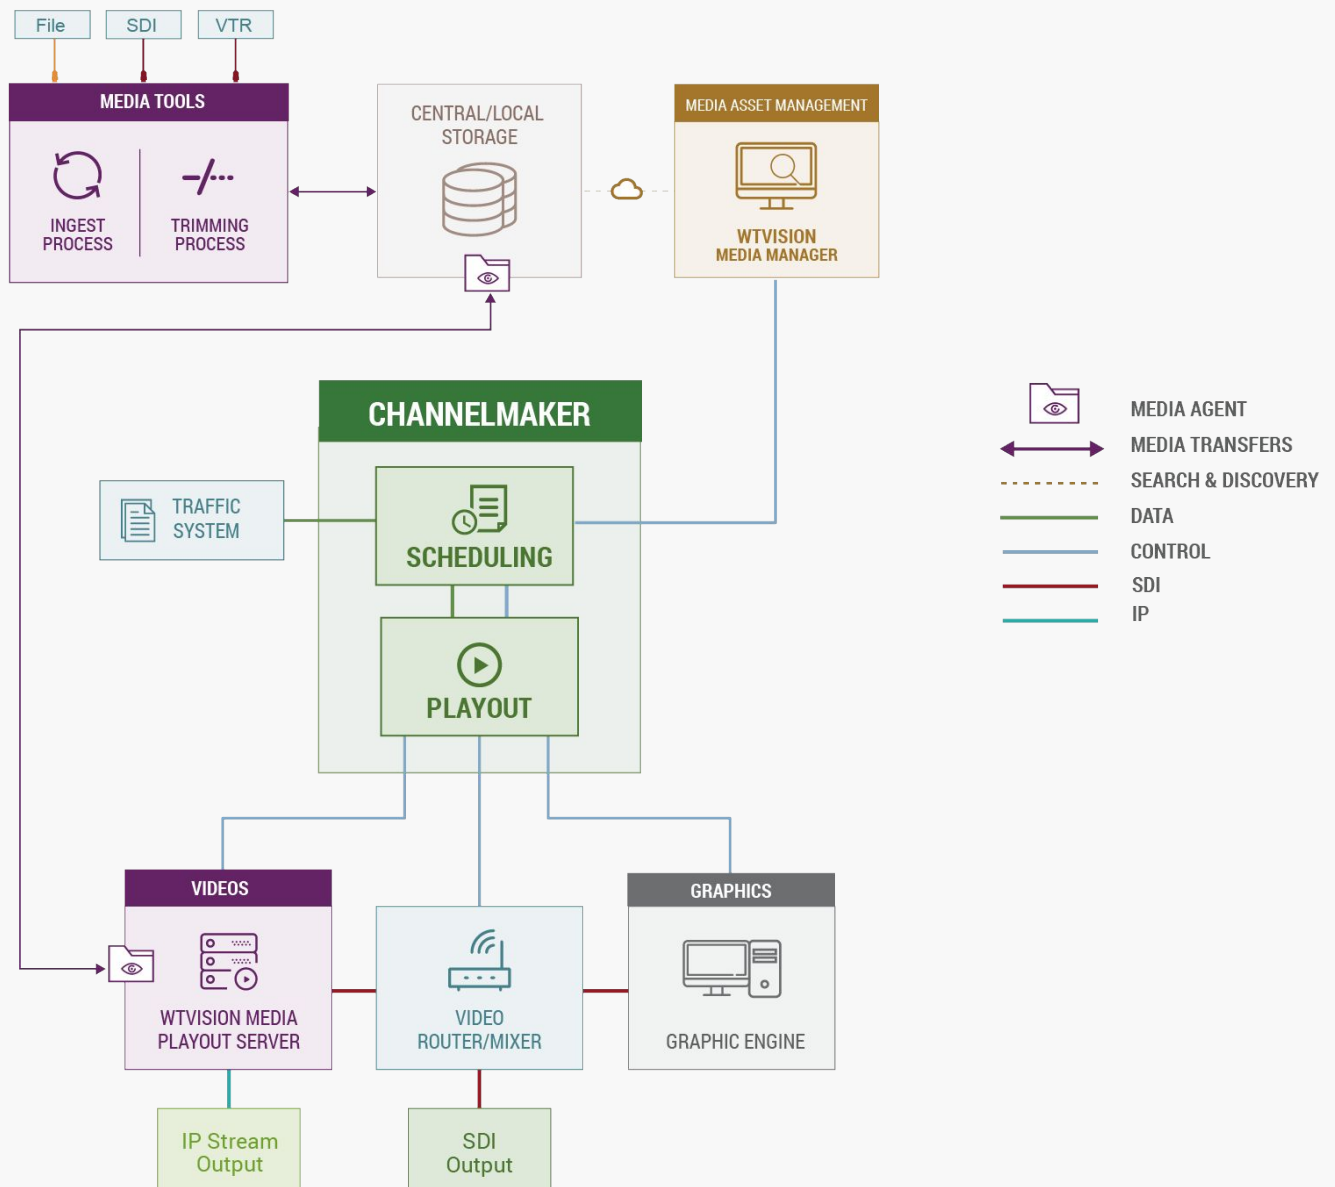 File
SDI
VTR
MEDIA TOOLS
INGEST
PROCESS
TRIMMING
PROCESS
CENTRAL/LOCAL
STORAGE
MEDIA ASSET MANAGEMENT
WTVISION
MEDIA MANAGER
CHANNELMAKER
TRAFFIC
SYSTEM
SCHEDULING
PLAYOUT
MEDIA AGENT
MEDIA TRANSFERS
SEARCH & DISCOVERY
DATA
CONTROL
SDI
IP
VIDEOS
WTVISION MEDIA
PLAYOUT SERVER
VIDEO
ROUTER/MIXER
GRAPHICS
GRAPHIC ENGINE
IP Stream
Output
SDI
Output